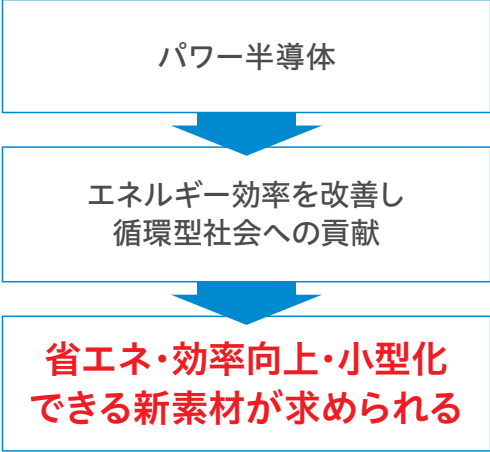 パワー半導体
エネルギー効率を改善し
循環型社会への貢献
省エネ・効率向上・小型化
できる新素材が求められる